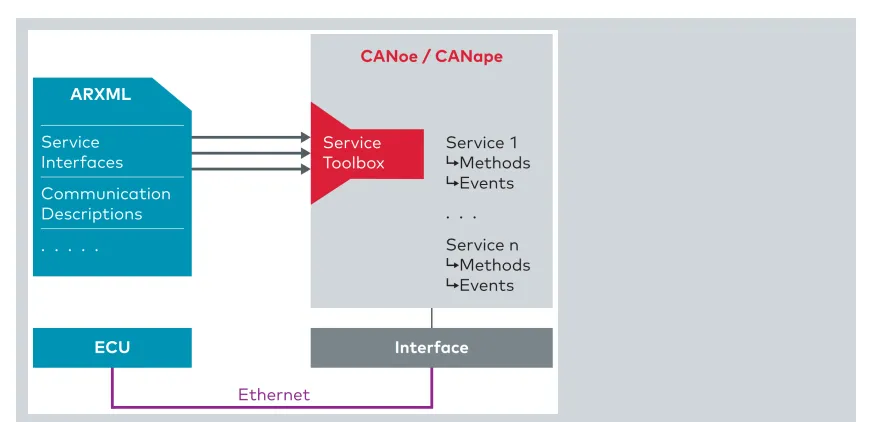 CANoe / CANape
ARXML
Service
Interfaces
Communication
Descriptions
. . . . .
Service
Toolbox
Service 1
↳Methods
↳Events
. . .
Service n
↳Methods
↳Events
ECU
Interface
Ethernet